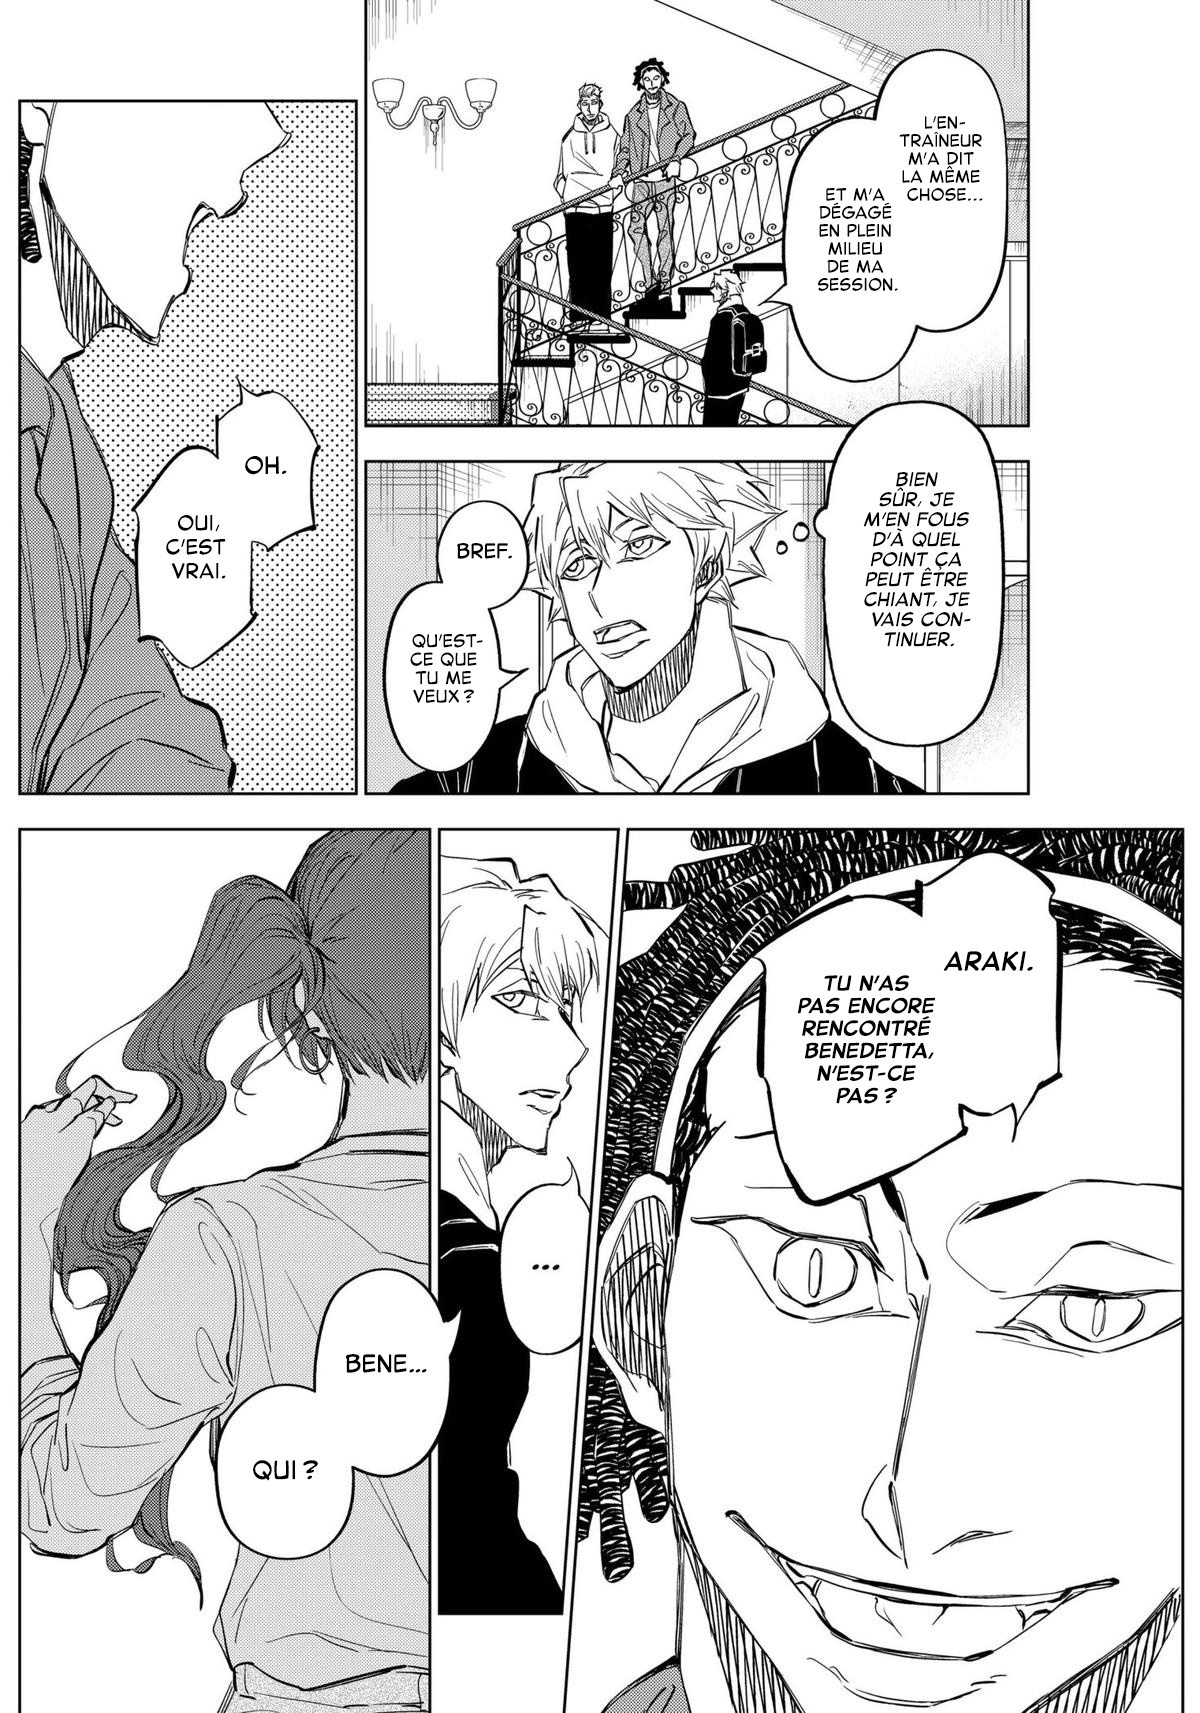 L'EN-
TRAÎNEUR
M'A DIT
LA MÊME
CHOSE...
ET M'A
DÉGAGÉ
EN PLEIN
MILIEU
DE MA
SESSION.
BIEN
SÛR, JE
M'EN FOUS
D'À QUEL
POINT ÇA
PEUT ÊTRE
CHIANT, JE
VAIS CON-
TINUER.
BREF.
QU'EST-
CE QUE
TU ME
VEUX ?
OH.
OUI,
C'EST
VRAI.
ARAKI.
TU N'AS
PAS ENCORE
RENCONTRÉ
BENEDETTA,
N'EST-CE
PAS ?
...
BENE...
QUI ?